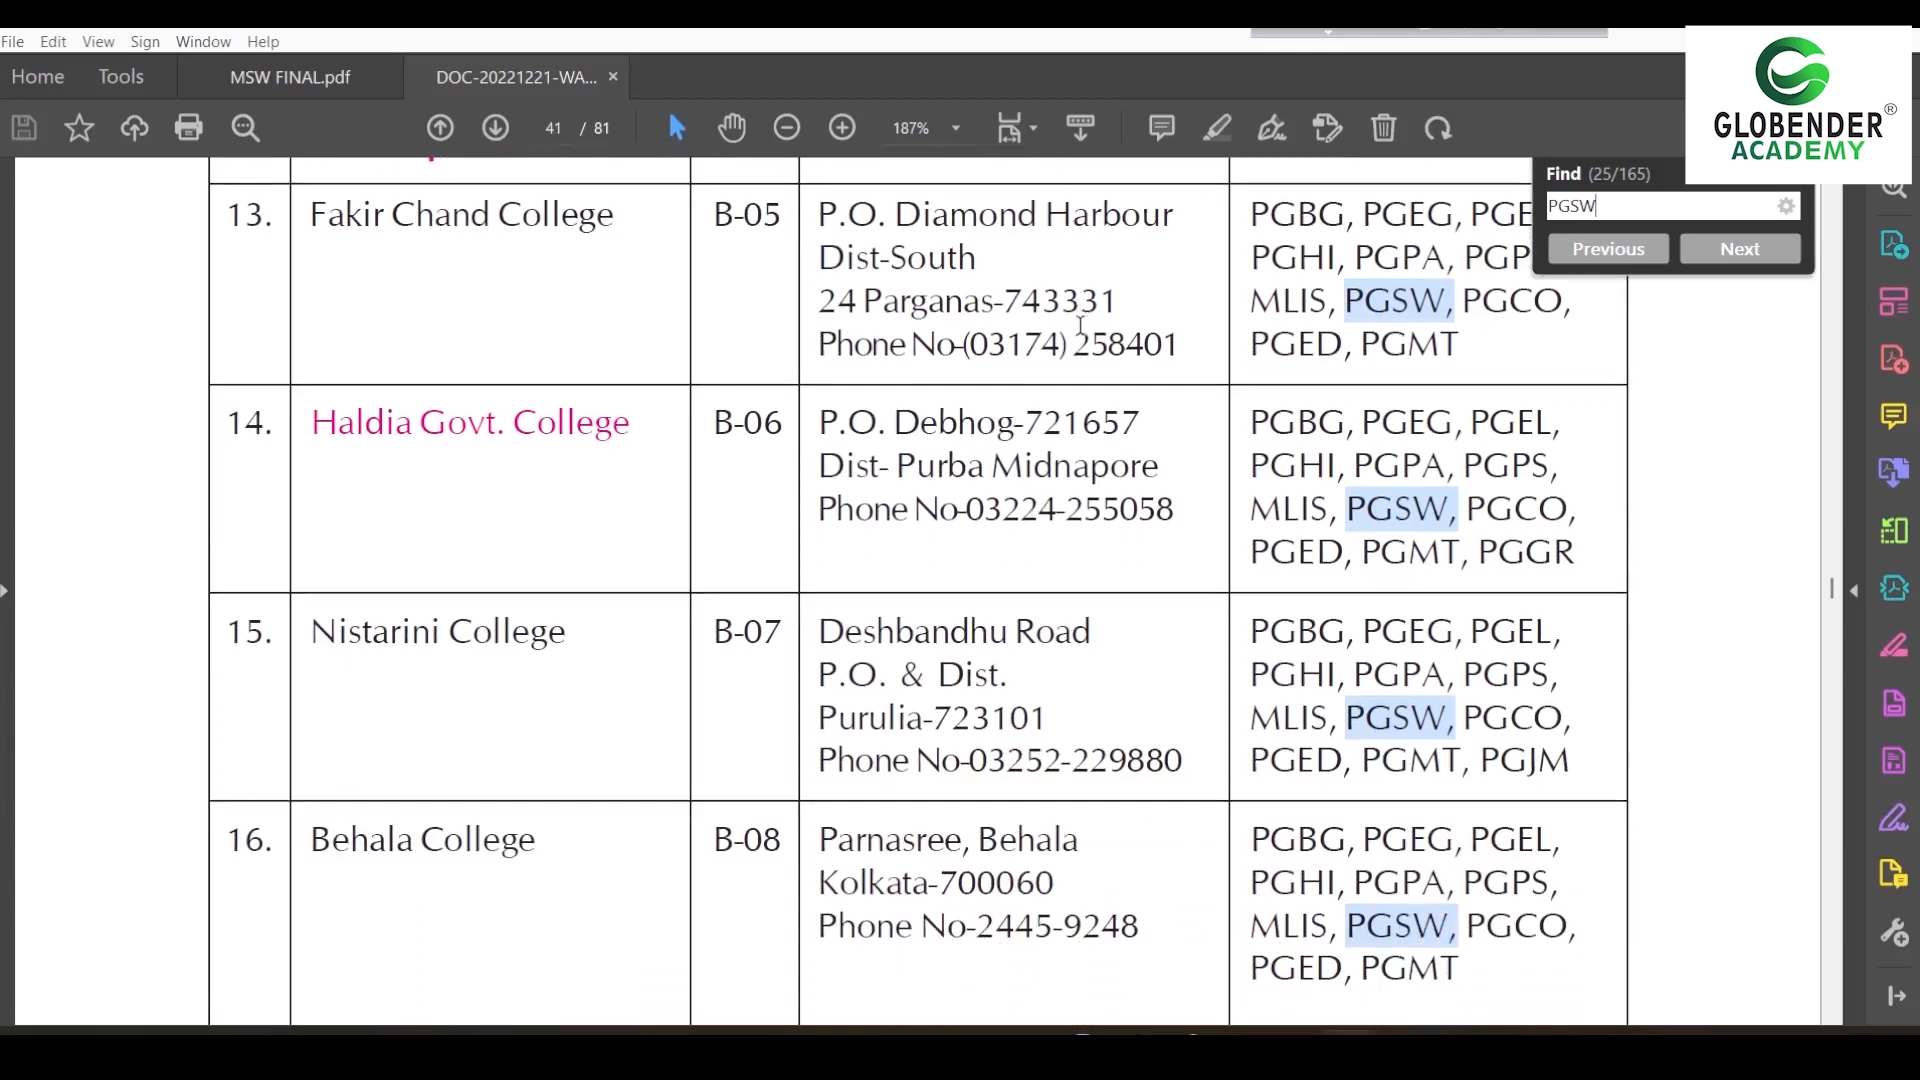 File Edit View Sign Window Help
Home Tools MSW FINAL.pdf DOC-20221221-WA... ×
41 / 81 187%
GLOBENDER®
ACADEMY
Find (25/165)
PGSW
Previous Next
13. Fakir Chand College B-05 P.O. Diamond Harbour PGBG, PGEG, PGE
Dist-South PGHI, PGPA, PGP
24 Parganas-743331 MLIS, PGSW, PGCO,
Phone No-(03174) 258401 PGED, PGMT
14. Haldia Govt. College B-06 P.O. Debhog-721657 PGBG, PGEG, PGEL,
Dist- Purba Midnapore PGHI, PGPA, PGPS,
Phone No-03224-255058 MLIS, PGSW, PGCO,
PGED, PGMT, PGGR
15. Nistarini College B-07 Deshbandhu Road PGBG, PGEG, PGEL,
P.O. & Dist. PGHI, PGPA, PGPS,
Purulia-723101 MLIS, PGSW, PGCO,
Phone No-03252-229880 PGED, PGMT, PGJM
16. Behala College B-08 Parnasree, Behala PGBG, PGEG, PGEL,
Kolkata-700060 PGHI, PGPA, PGPS,
Phone No-2445-9248 MLIS, PGSW, PGCO,
PGED, PGMT